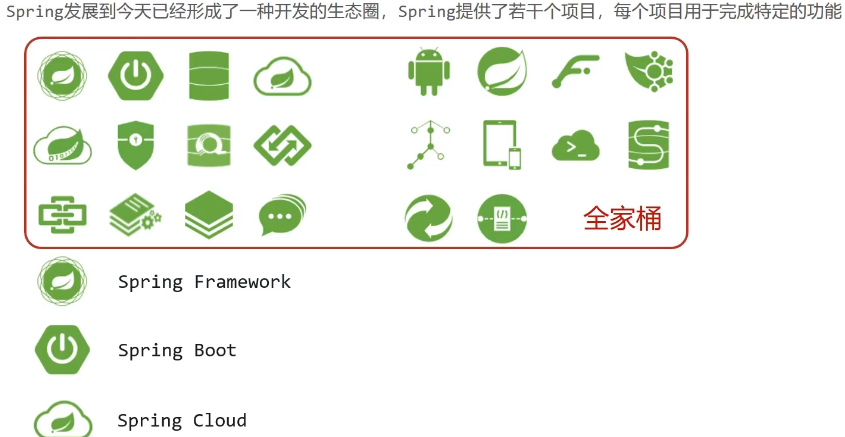 Spring发展到今天已经形成了一种开发的生态圈，Spring提供了若干个项目，每个项目用于完成特定的功能
全家桶
Spring Framework
Spring Boot
Spring Cloud